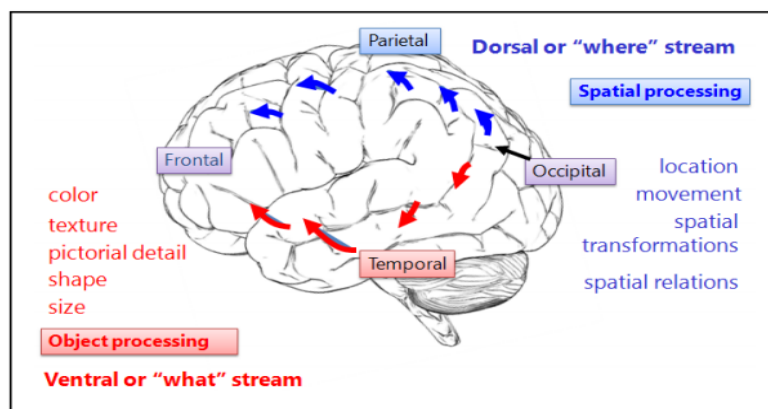 Parietal
Dorsal or “where” stream
Spatial processing
Frontal
Occipital
location
movement
spatial
transformations
spatial relations
color
texture
pictorial detail
shape
size
Temporal
Object processing
Ventral or “what” stream